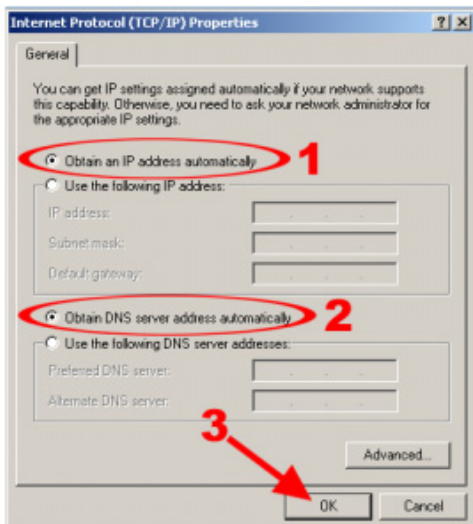 Internet Protocol (TCP/IP) Properties
? X
General
You can get IP settings assigned automatically if your network supports
this capability. Otherwise, you need to ask your network administrator for
the appropriate IP settings.
Obtain an IP address automatically 1
Use the following IP address:
IP address:
Subnet mask:
Default gateway:
Obtain DNS server address automatically 2
Use the following DNS server addresses:
Preferred DNS server:
Alternate DNS server:
3
Advanced...
OK Cancel